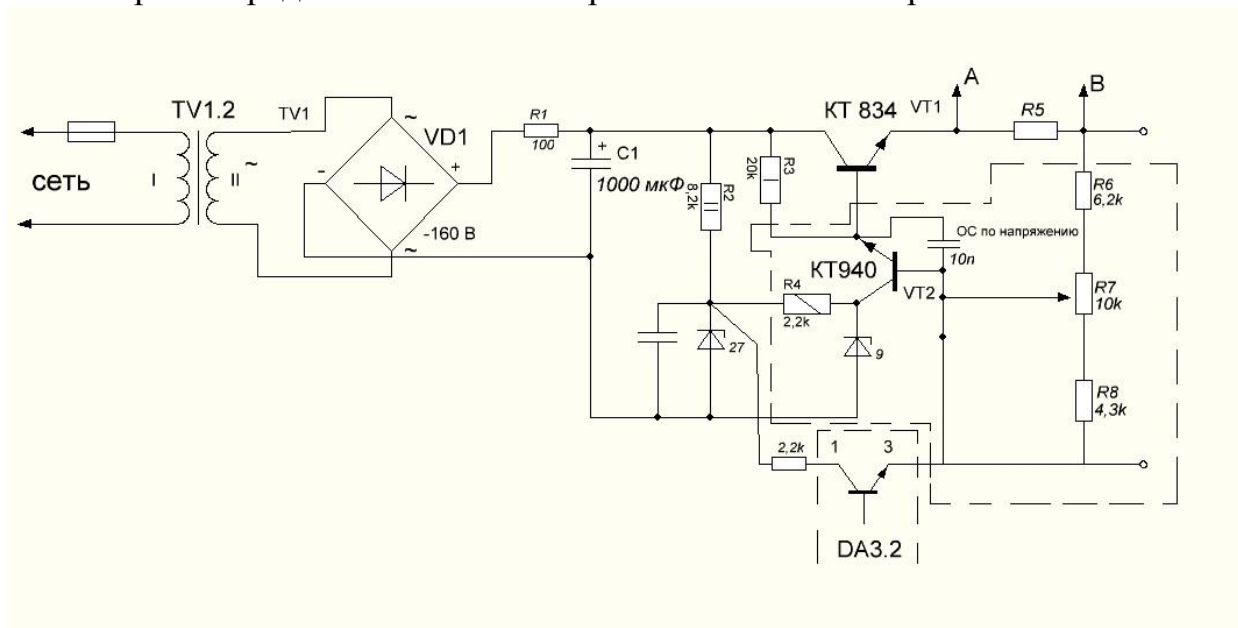 A
B
TV1.2
TV1
КТ 834
VT1
R5
R1
100
VD1
+
C1
1000 мкФ
+
-
~
~
~
I
II
сеть
-160 В
R2
8,2k
R3
20k
R6
6,2k
ОС по напряжению
10n
КТ940
VT2
R7
10k
R4
2,2k
27
9
R8
4,3k
2,2k
1
3
DA3.2